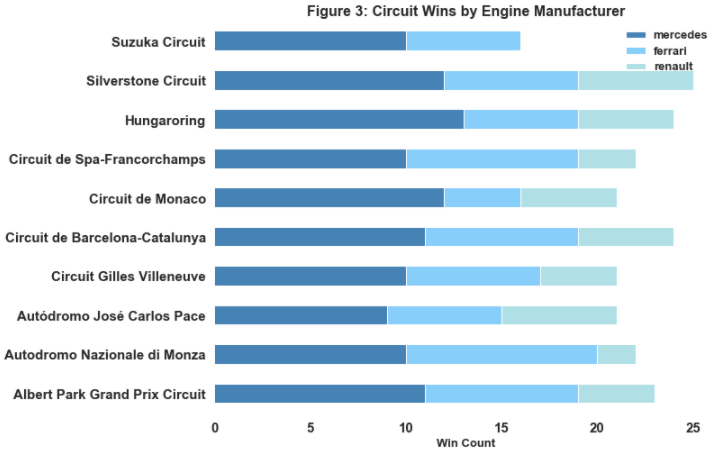 Figure 3: Circuit Wins by Engine Manufacturer
mercedes
ferrari
renault
Suzuka Circuit
Silverstone Circuit
Hungaroring
Circuit de Spa-Francorchamps
Circuit de Monaco
Circuit de Barcelona-Catalunya
Circuit Gilles Villeneuve
Autódromo José Carlos Pace
Autodromo Nazionale di Monza
Albert Park Grand Prix Circuit
0 5 10 15 20 25
Win Count